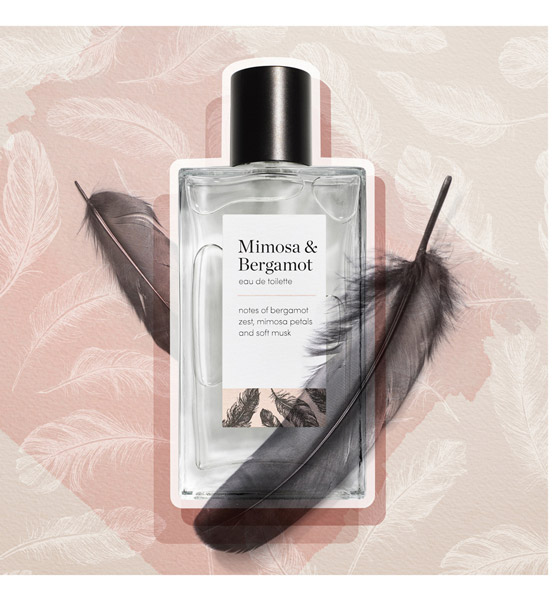 Mimosa &
Bergamot
eau de toilette
notes of bergamot
zest, mimosa petals
and soft musk